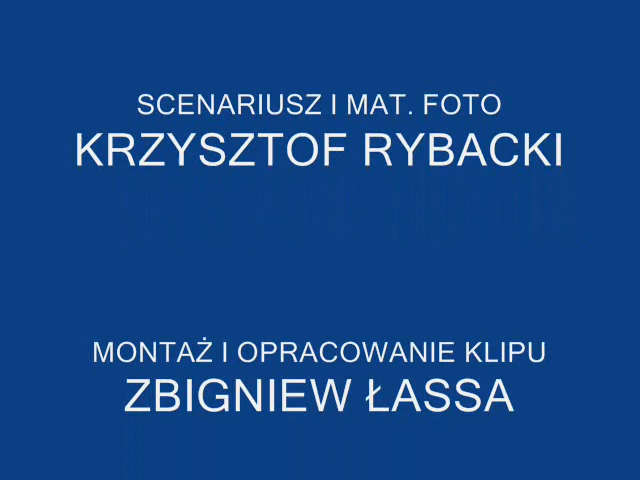 SCENARIUSZ I MAT. FOTO
KRZYSZTOF RYBACKI
MONTAŻ I OPRACOWANIE KLIPU
ZBIGNIEW ŁASSA